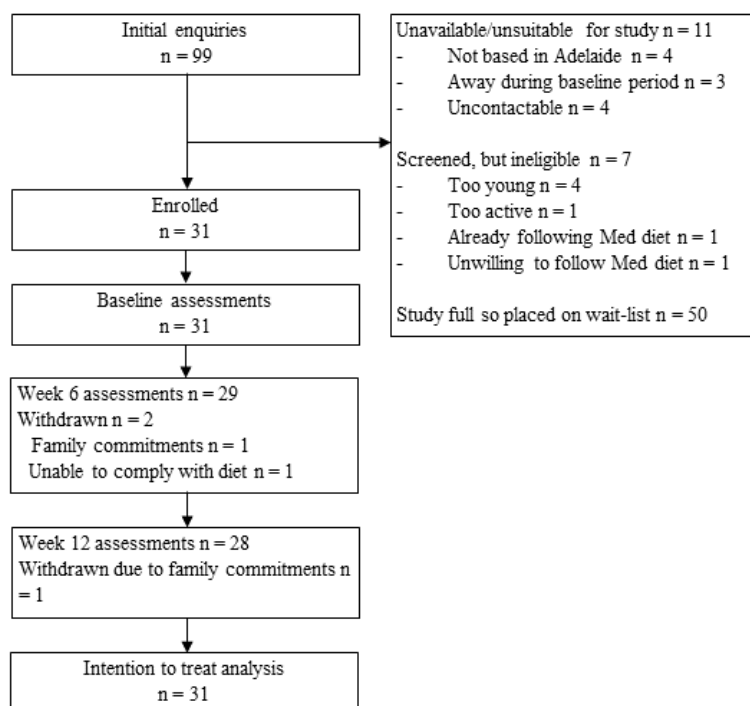 Initial enquiries
n = 99
Unavailable/unsuitable for study n = 11
- Not based in Adelaide n = 4
- Away during baseline period n = 3
- Uncontactable n = 4
Screened, but ineligible n = 7
- Too young n = 4
- Too active n = 1
- Already following Med diet n = 1
- Unwilling to follow Med diet n = 1
Study full so placed on wait-list n = 50
Enrolled
n = 31
Baseline assessments
n = 31
Week 6 assessments n = 29
Withdrawn n = 2
Family commitments n = 1
Unable to comply with diet n = 1
Week 12 assessments n = 28
Withdrawn due to family commitments n
= 1
Intention to treat analysis
n = 31